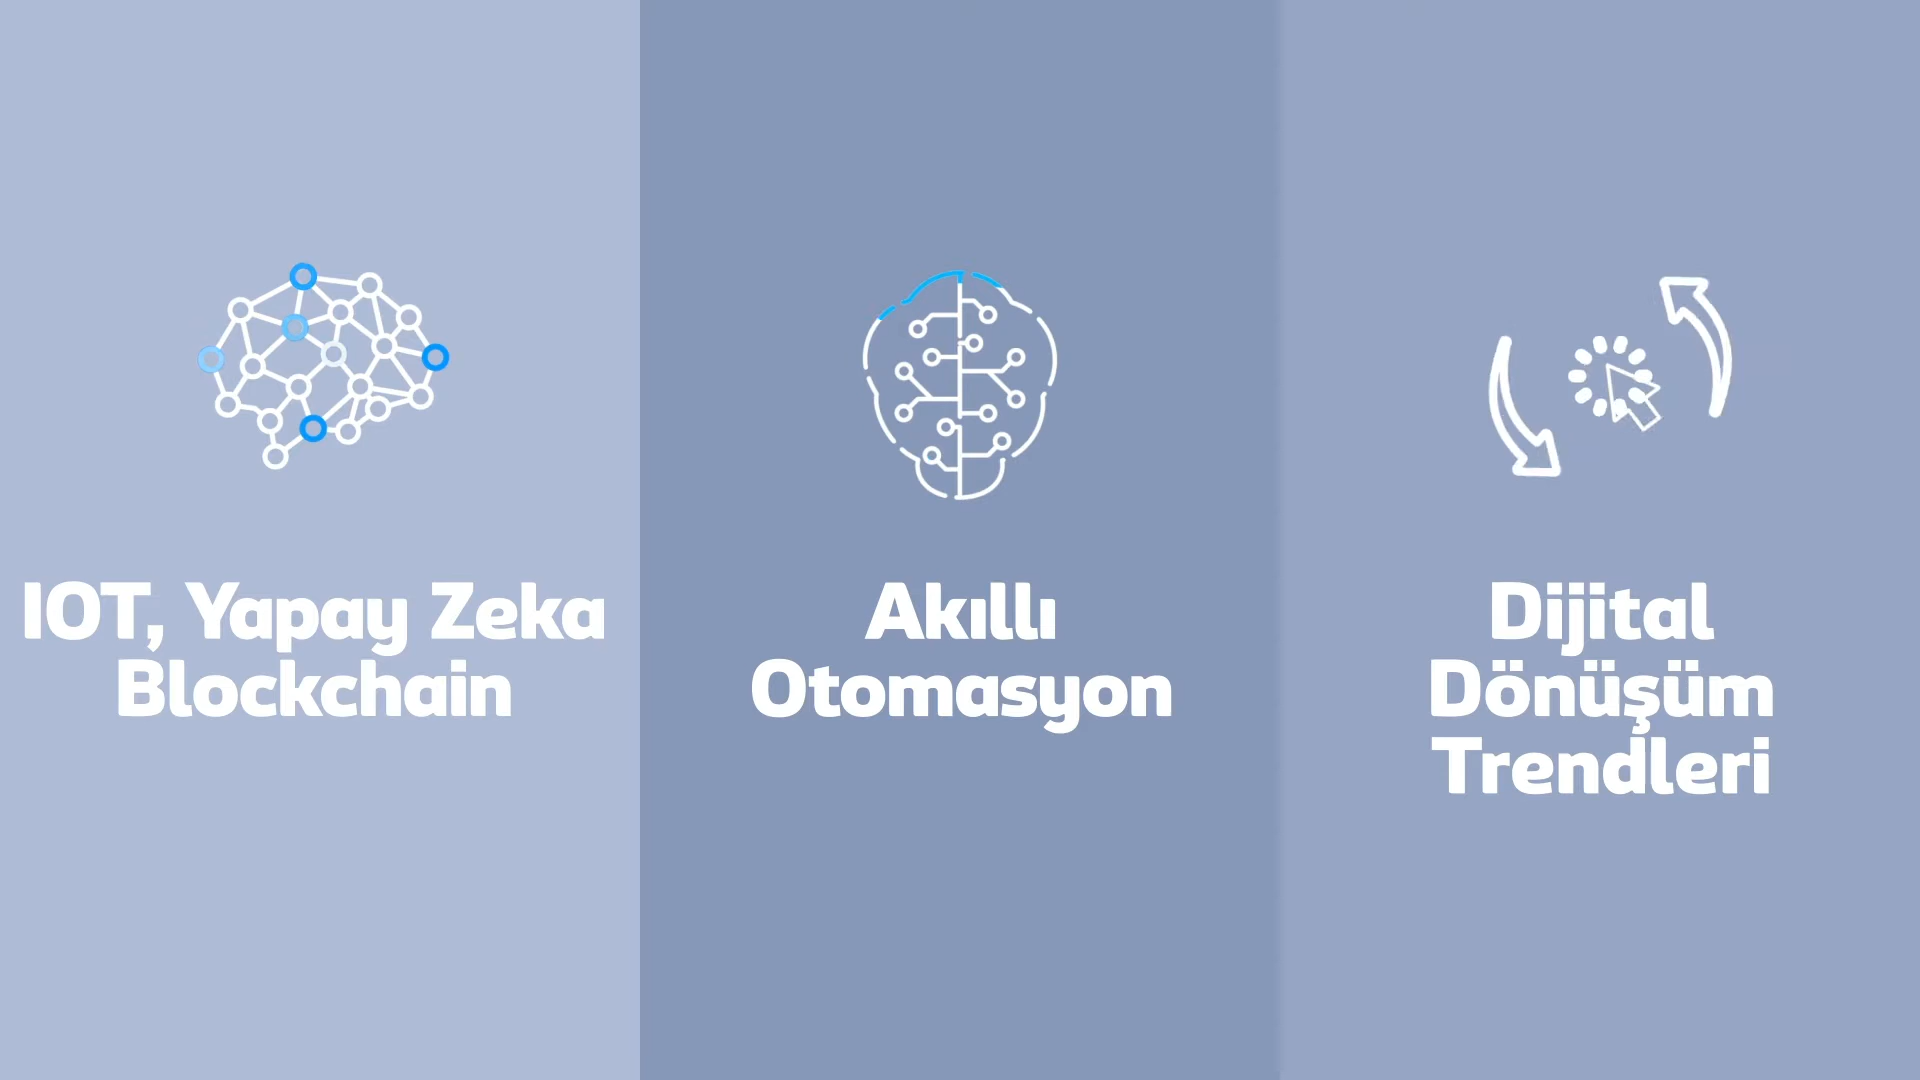 IOT, Yapay Zeka
Blockchain
Akıllı
Otomasyon
Dijital
Dönüşüm
Trendleri